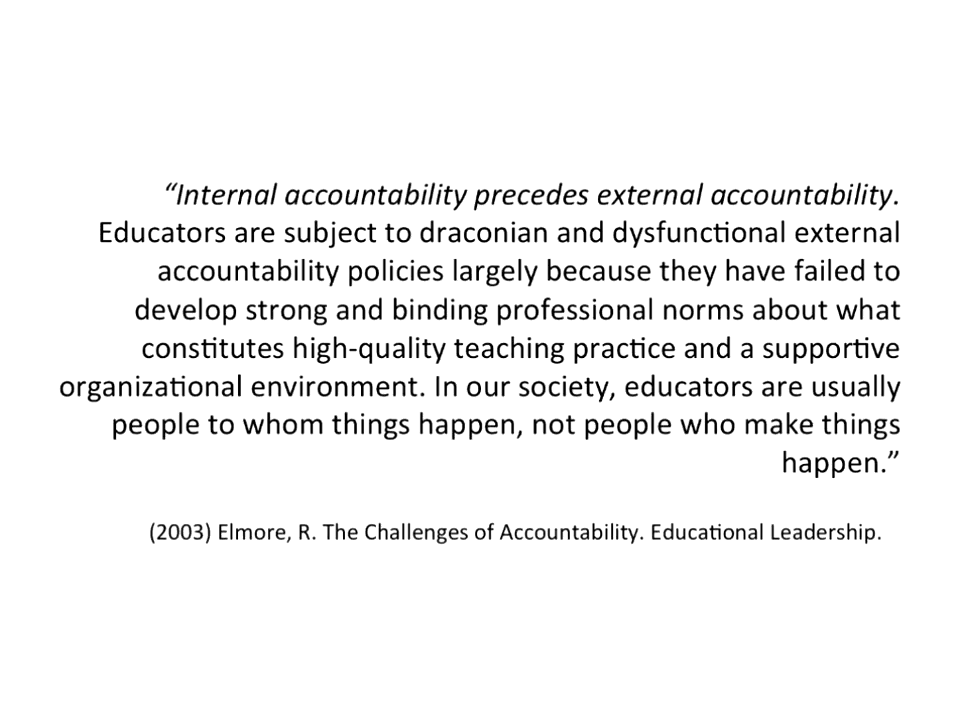 “Internal accountability precedes external accountability.
Educators are subject to draconian and dysfunctional external
accountability policies largely because they have failed to
develop strong and binding professional norms about what
constitutes high-quality teaching practice and a supportive
organizational environment. In our society, educators are usually
people to whom things happen, not people who make things
happen.”
(2003) Elmore, R. The Challenges of Accountability. Educational Leadership.